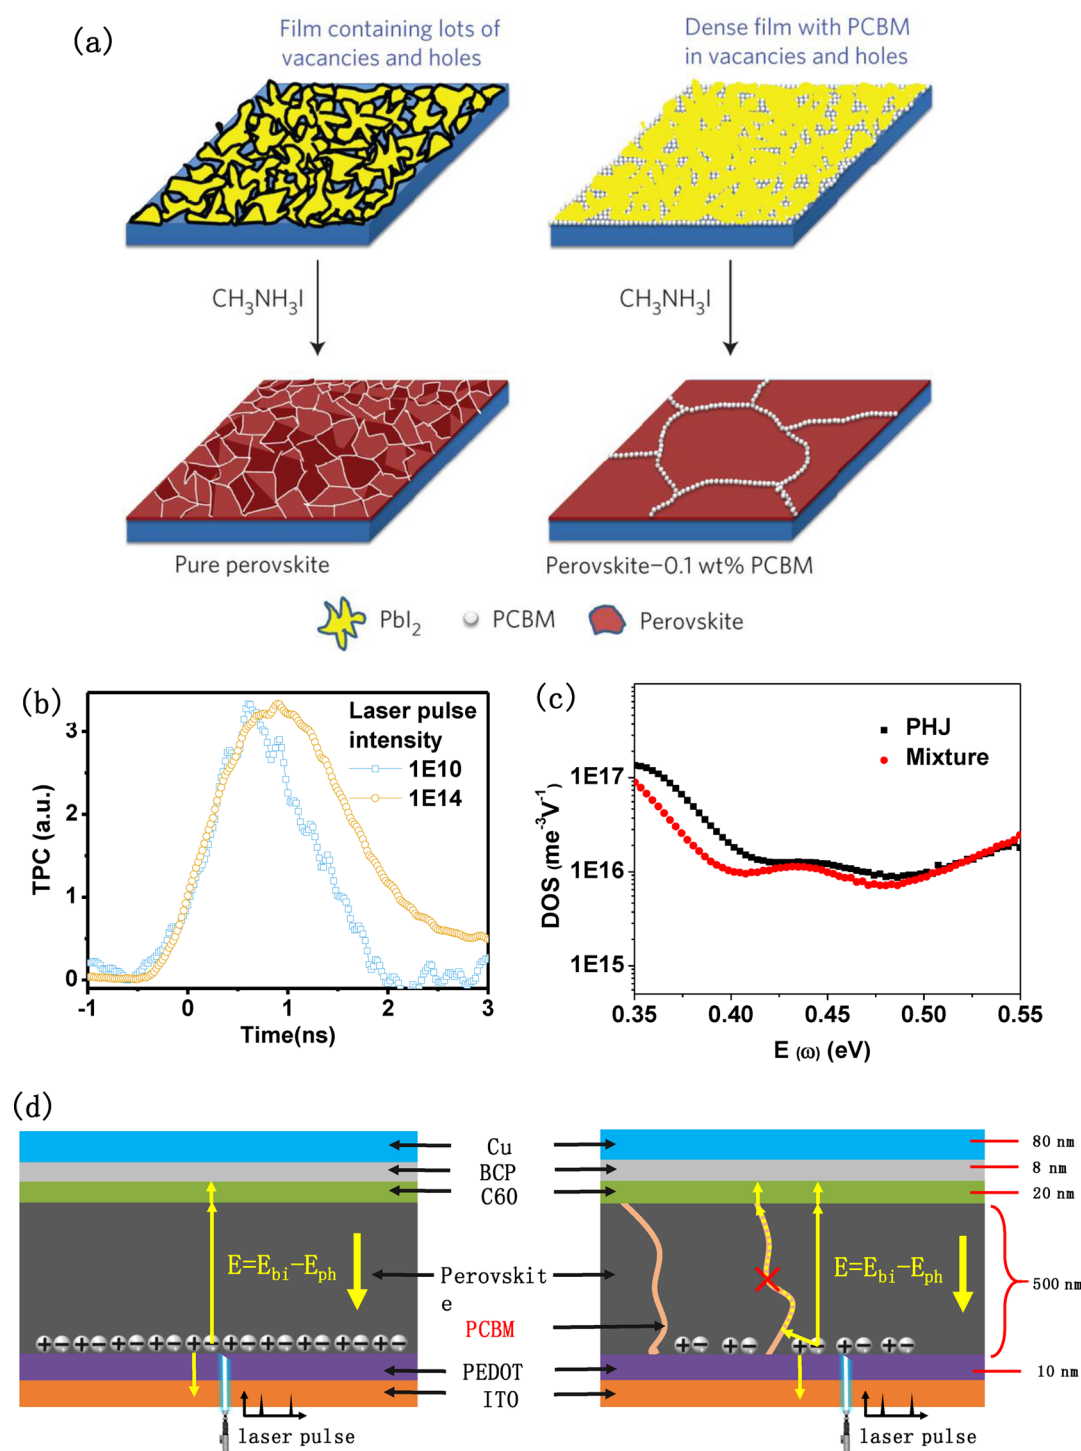 (a)
Film containing lots of
vacancies and holes
Dense film with PCBM
in vacancies and holes
CH₃NH₃I
CH₃NH₃I
Pure perovskite
Perovskite–0.1 wt% PCBM
PbI₂
PCBM
Perovskite
(b)
Laser pulse
intensity
1E10
1E14
TPC (a.u.)
3
2
1
0
-1
0
1
2
3
Time(ns)
(c)
PHJ
Mixture
DOS (me⁻³V⁻¹)
1E17
1E16
1E15
0.35
0.40
0.45
0.50
0.55
E (ω) (eV)
(d)
Cu
BCP
C60
Perovskit
e
PCBM
PEDOT
ITO
E=Ebi−Eph
E=Ebi−Eph
80 nm
8 nm
20 nm
500 nm
10 nm
laser pulse
laser pulse